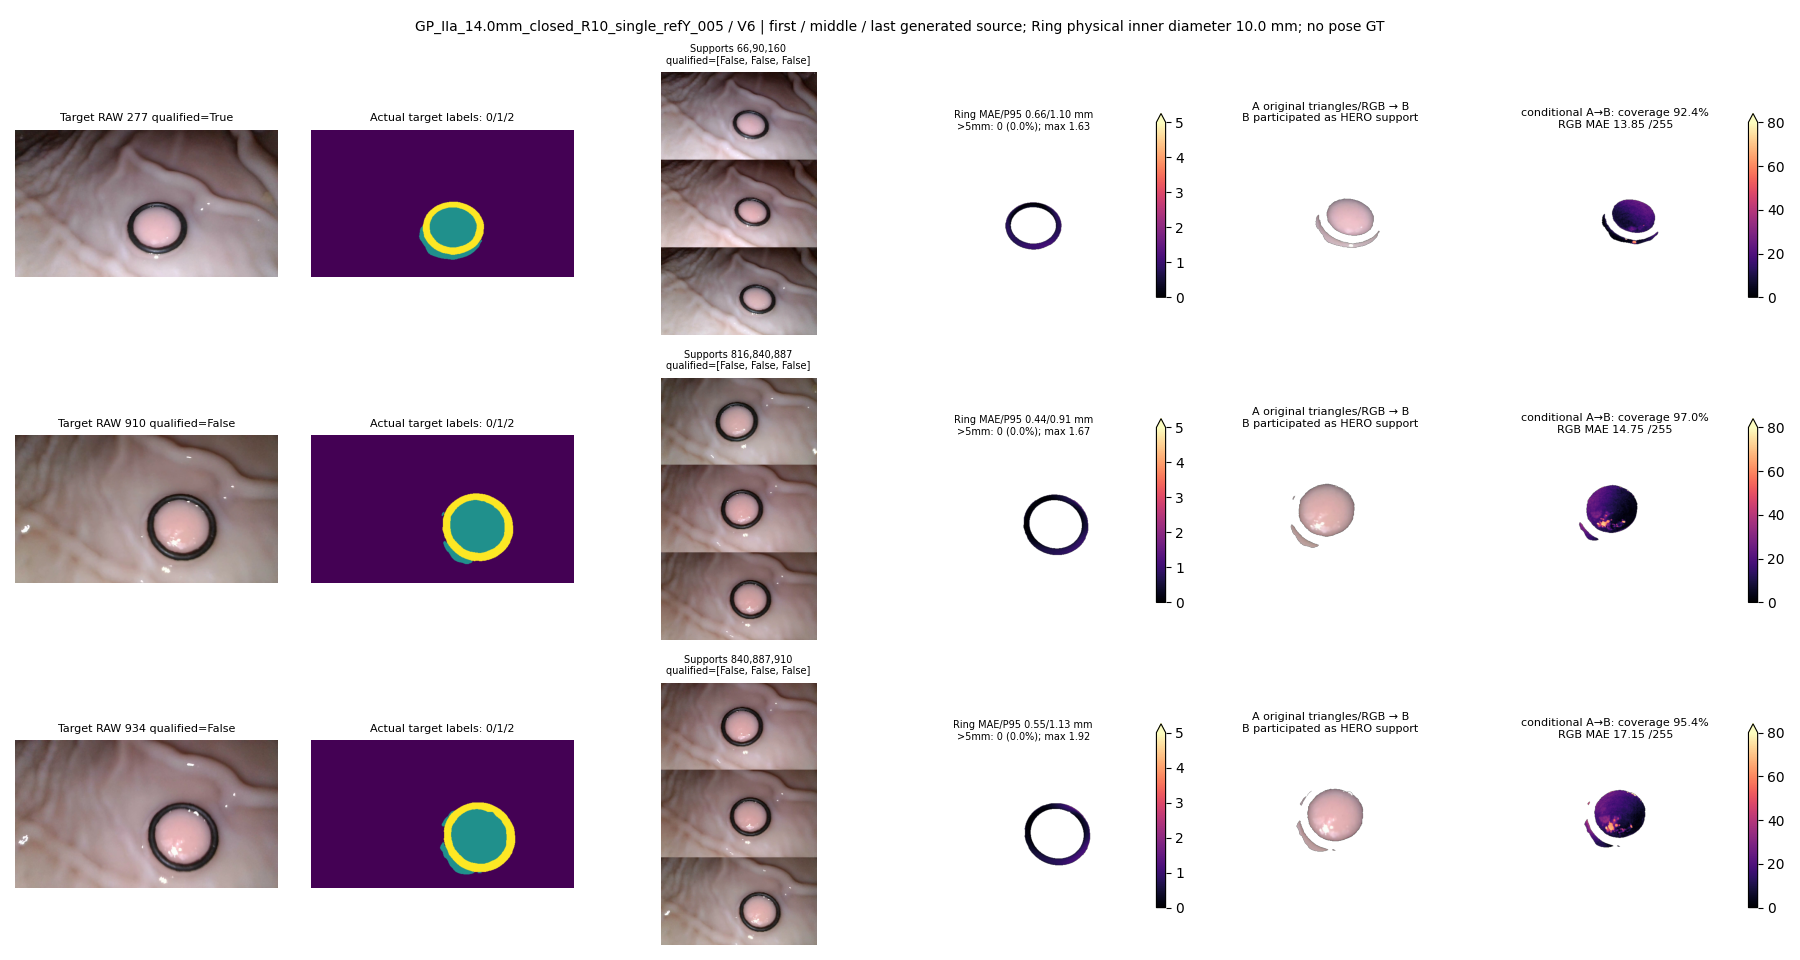 GP_IIa_14.0mm_closed_R10_single_refY_005 / V6 | first / middle / last generated source; Ring physical inner diameter 10.0 mm; no pose GT
Target RAW 277 qualified=True
Actual target labels: 0/1/2
Supports 66,90,160
qualified=[False, False, False]
Ring MAE/P95 0.66/1.10 mm
>5mm: 0 (0.0%); max 1.63
5
4
3
2
1
0
A original triangles/RGB → B
B participated as HERO support
conditional A→B: coverage 92.4%
RGB MAE 13.85 /255
80
60
40
20
0
Target RAW 910 qualified=False
Actual target labels: 0/1/2
Supports 816,840,887
qualified=[False, False, False]
Ring MAE/P95 0.44/0.91 mm
>5mm: 0 (0.0%); max 1.67
5
4
3
2
1
0
A original triangles/RGB → B
B participated as HERO support
conditional A→B: coverage 97.0%
RGB MAE 14.75 /255
80
60
40
20
0
Target RAW 934 qualified=False
Actual target labels: 0/1/2
Supports 840,887,910
qualified=[False, False, False]
Ring MAE/P95 0.55/1.13 mm
>5mm: 0 (0.0%); max 1.92
5
4
3
2
1
0
A original triangles/RGB → B
B participated as HERO support
conditional A→B: coverage 95.4%
RGB MAE 17.15 /255
80
60
40
20
0